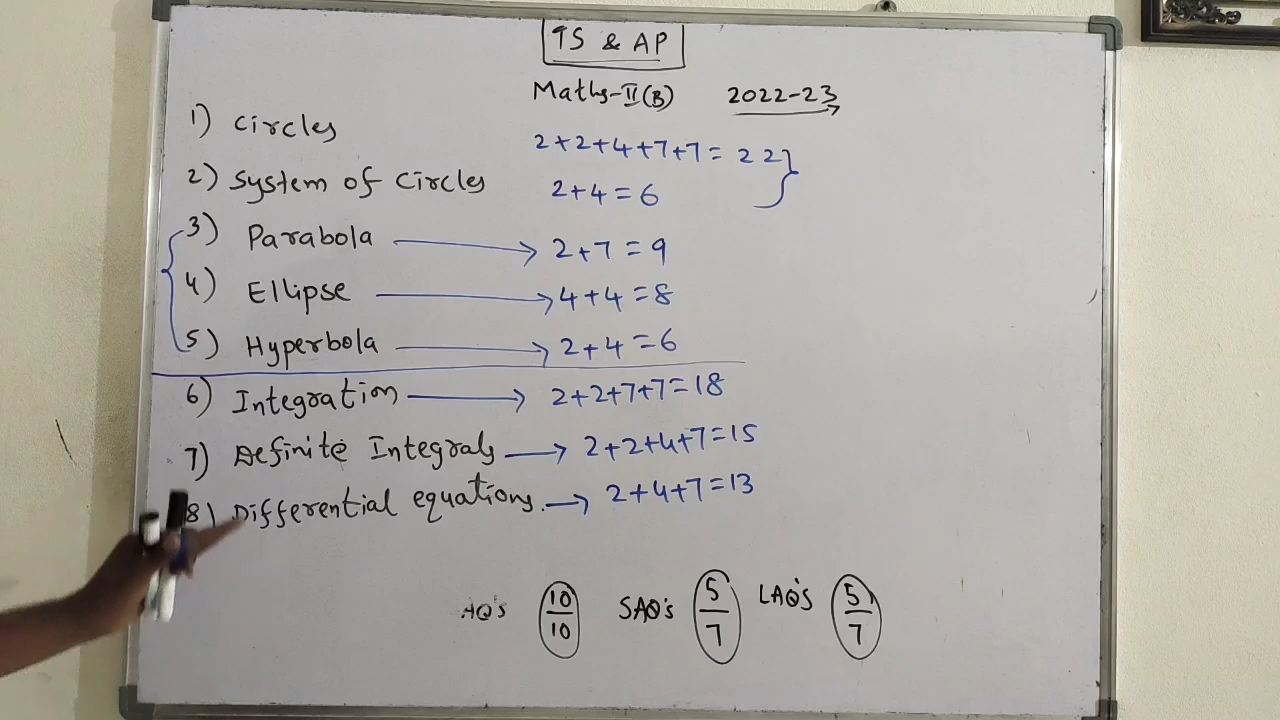 TS & AP
Maths-II(B) 2022-23
1) Circles 2+2+4+7+7=22
2) System of Circles 2+4=6
3) Parabola → 2+7=9
4) Ellipse → 4+4=8
5) Hyperbola → 2+4=6
6) Integration → 2+2+7+7=18
7) Definite Integrals → 2+2+4+7=15
8) Differential equations. → 2+4+7=13
AQ's 10/10 SAQ's 5/7 LAQ's 5/7